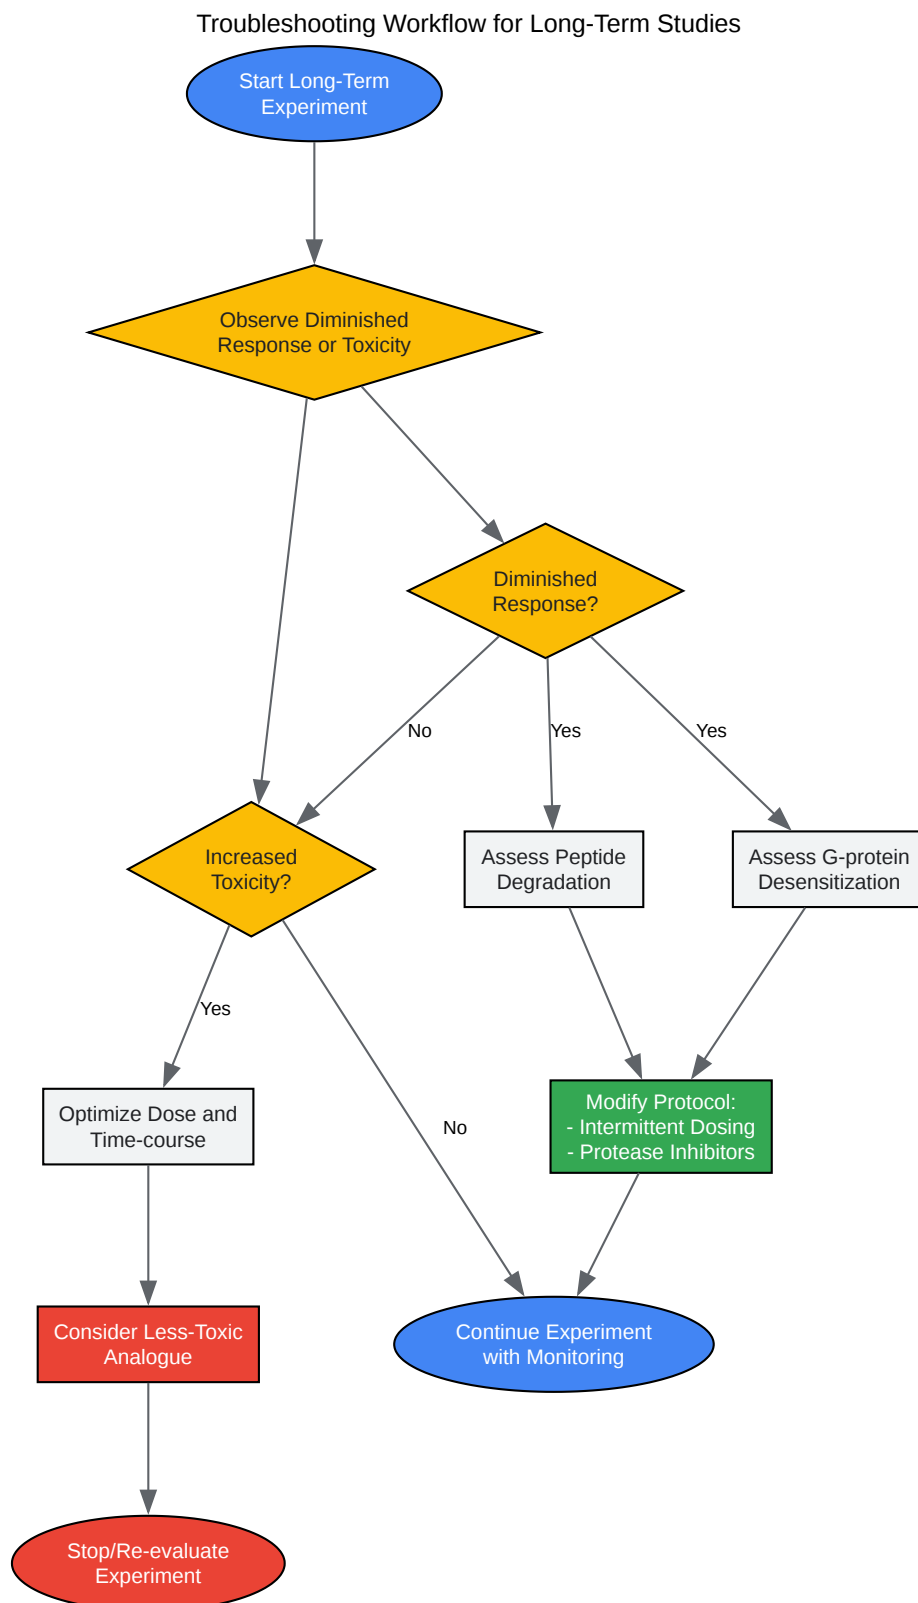 Troubleshooting Workflow for Long-Term Studies
Start Long-Term
Experiment
Observe Diminished
Response or Toxicity
Diminished
Response?
No
Yes
Yes
Increased
Toxicity?
Assess Peptide
Degradation
Assess G-protein
Desensitization
Yes
No
Optimize Dose and
Time-course
Modify Protocol:
- Intermittent Dosing
- Protease Inhibitors
Consider Less-Toxic
Analogue
Continue Experiment
with Monitoring
Stop/Re-evaluate
Experiment